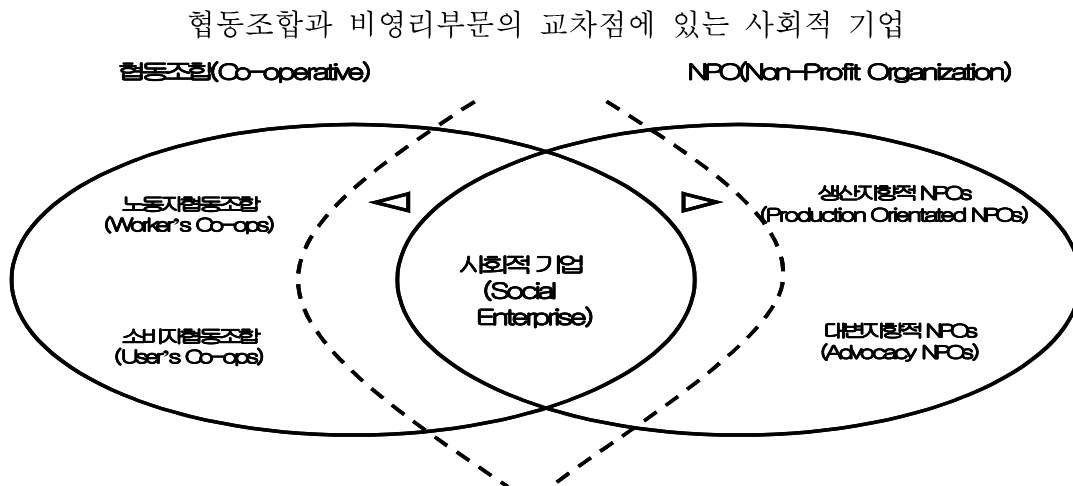 협동조합과 비영리부문의 교차점에 있는 사회적 기업
협동조합(Co-operative)
NPO(Non-Profit Organization)
노동자협동조합
(Worker's Co-ops)
생산지향적 NPOs
(Production Orientated NPOs)
사회적 기업
(Social
Enterprise)
소비자협동조합
(User's Co-ops)
대변지향적 NPOs
(Advocacy NPOs)